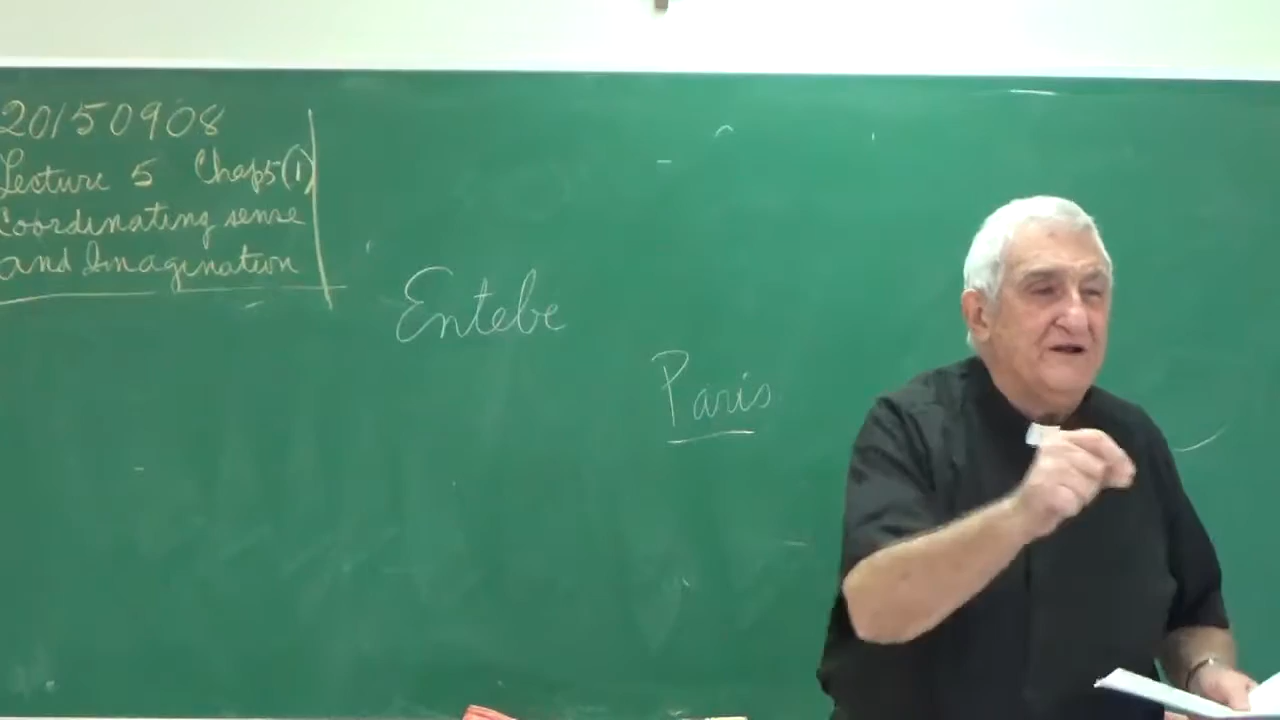 20150908
Lecture 5 Chap5(1)
Coordinating sense
and Imagination
Entebe
Paris